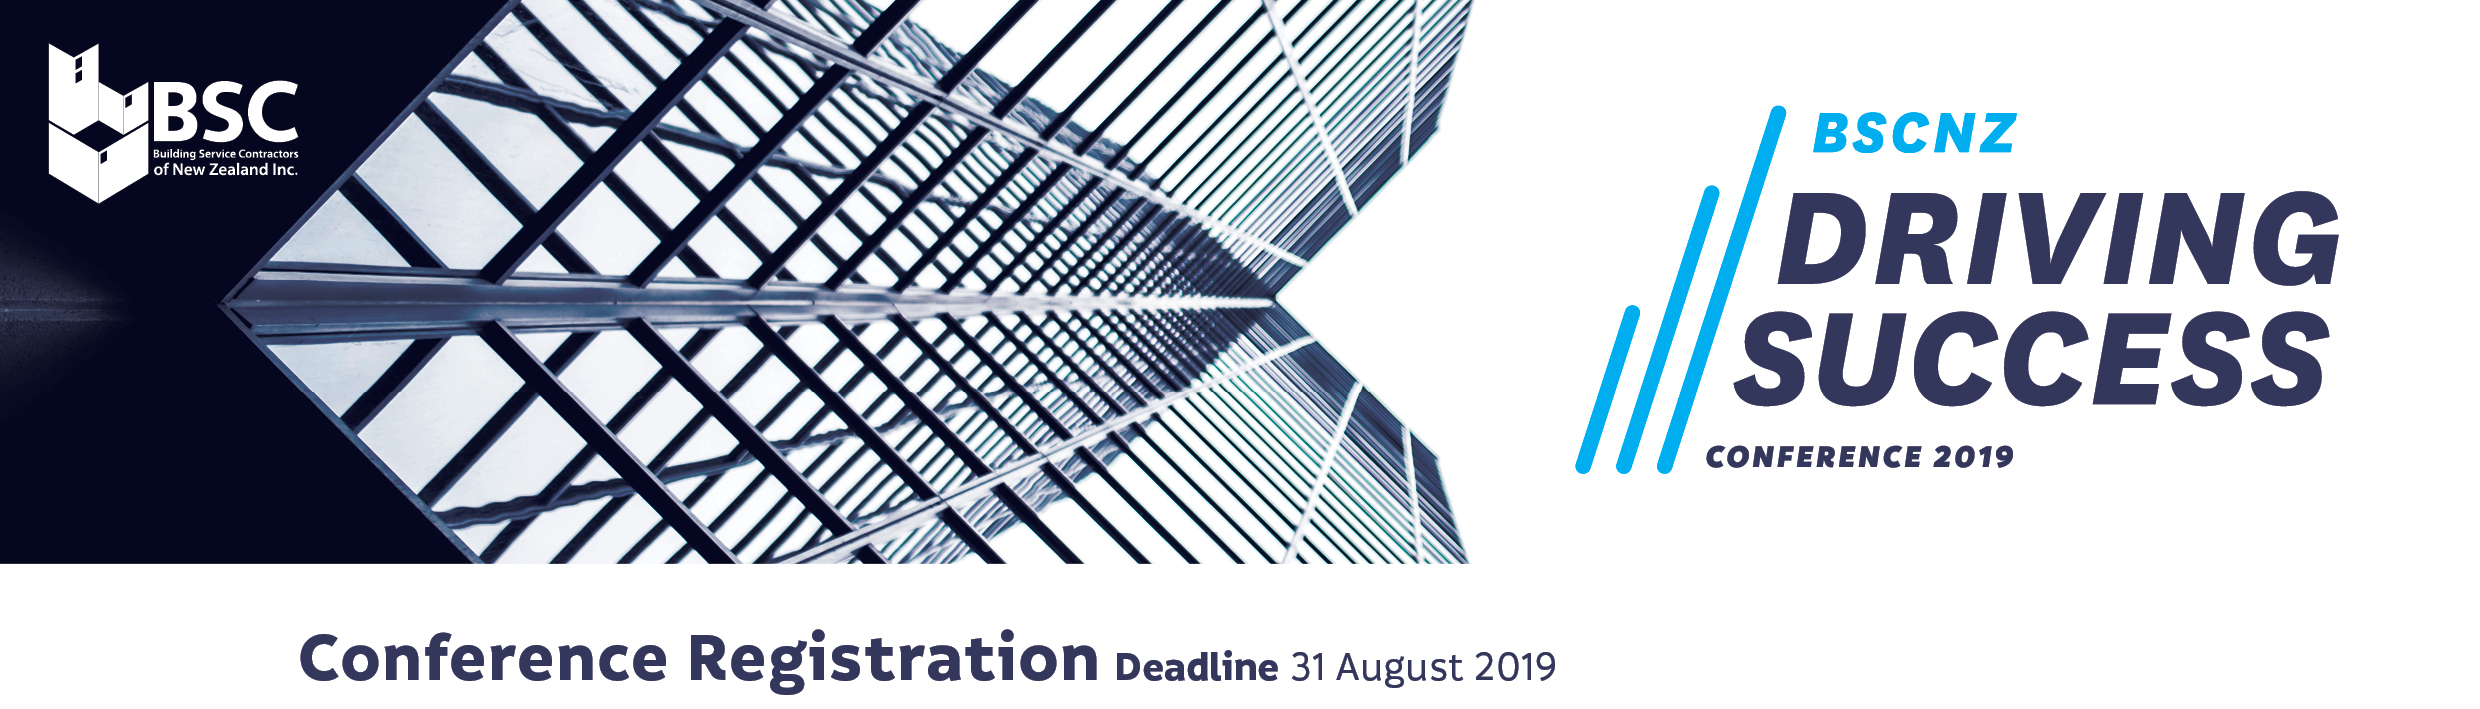 BSC
Building Service Contractors
of New Zealand Inc.
BSCNZ
DRIVING
SUCCESS
CONFERENCE 2019
Conference Registration Deadline 31 August 2019